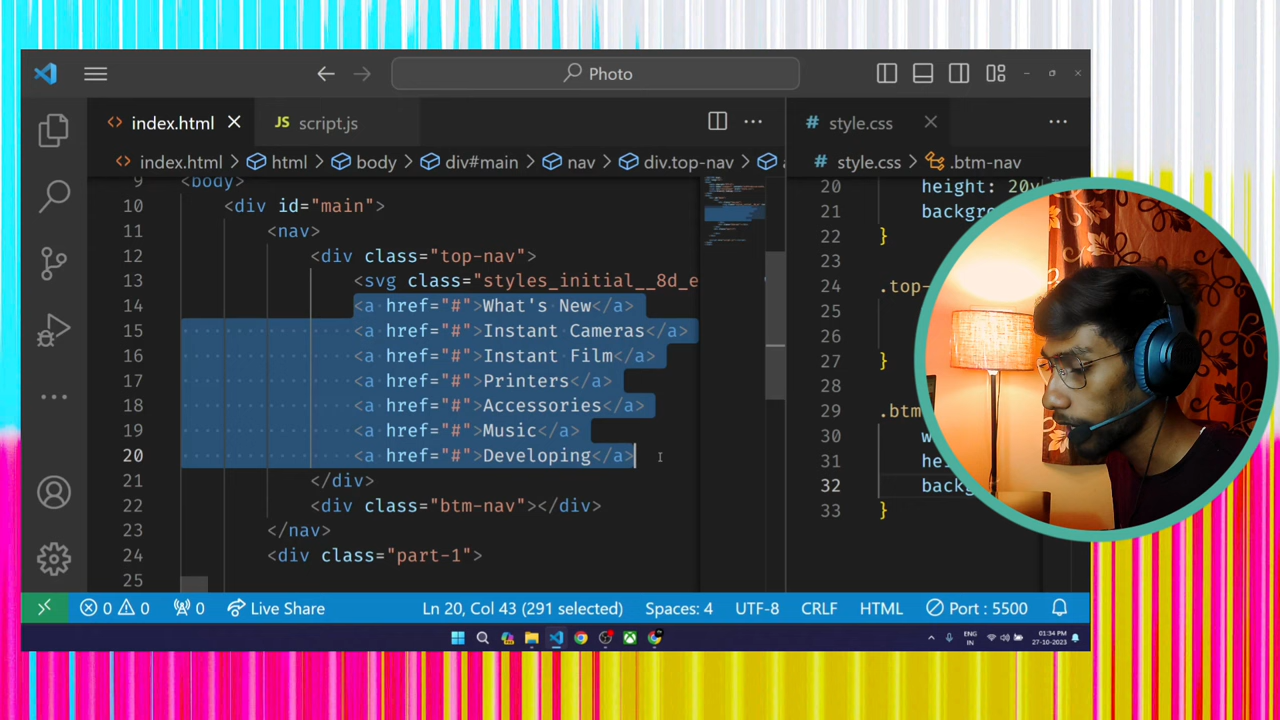 Photo
index.html
JS script.js
# style.css
index.html > html > body > div#main > nav > div.top-nav >
# style.css > .btm-nav
9 <body>
10 <div id="main">
11 <nav>
12 <div class="top-nav">
13 <svg class="styles_initial__8d_e
14 <a href="#">What's New</a>
15 <a href="#">Instant Cameras</a>
16 <a href="#">Instant Film</a>
17 <a href="#">Printers</a>
18 <a href="#">Accessories</a>
19 <a href="#">Music</a>
20 <a href="#">Developing</a>
21 </div>
22 <div class="btm-nav"></div>
23 </nav>
24 <div class="part-1">
25
20 height: 20v
21 backgr
22 }
23
24 .top-
25
26
27 }
28
29 .btm
30 w
31 he
32 backg
33 }
0 0 0 Live Share Ln 20, Col 43 (291 selected) Spaces: 4 UTF-8 CRLF HTML Port : 5500
ENG
IN
01:34 PM
27-10-2023